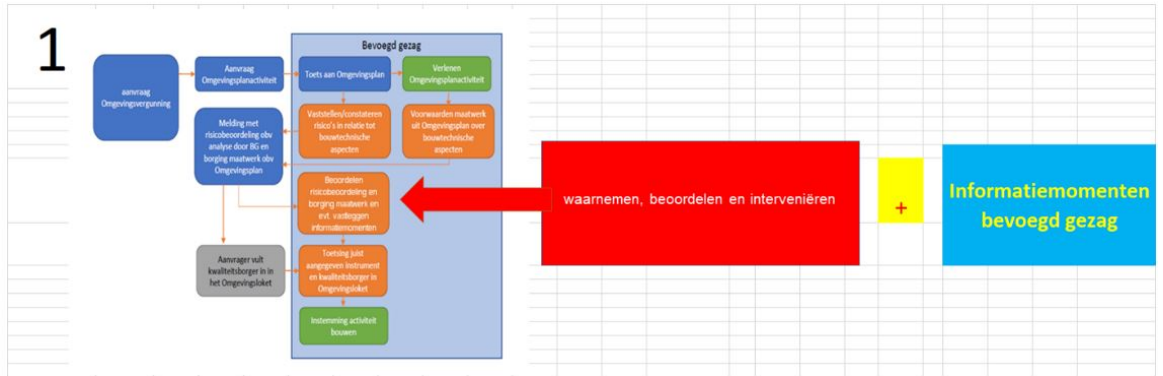 1
Bevoegd gezag
aanvraag
Omgevingsvergunning
Aanvraag
Omgevingsplanactiviteit
Toets aan Omgevingsplan
Verlenen
Omgevingsplanactiviteit
Melding met
risicobeoordeling obv
analyse door BG en
borging maatwerk obv
Omgevingsplan
Vaststellen/constateren
risico's in relatie tot
bouwtechnische
aspecten
Voorwaarden maatwerk
uit Omgevingsplan over
bouwtechnische
aspecten
Beoordelen
risicobeoordeling en
borging maatwerk en
evt. vastleggen
informatiemomenten
Aanvrager vult
kwaliteitsborger in in
het Omgevingsloket
Toetsing juist
aangegeven Instrument
en kwaliteitsborger in
Omgevingsloket
Instemming activiteit
bouwen
waarnemen, beoordelen en interveniëren
+
Informatiemomenten
bevoegd gezag